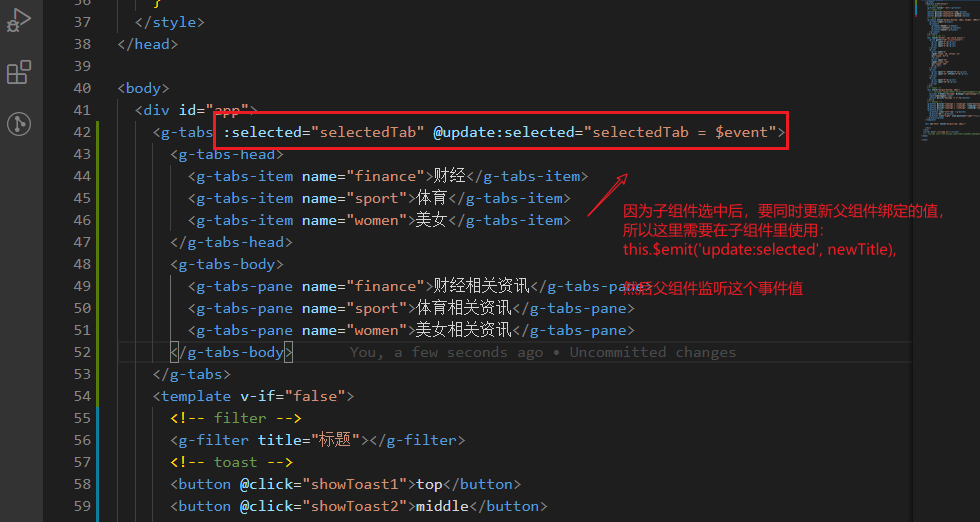 36 }
37 </style>
38 </head>
39
40 <body>
41 <div id="app">
42 <g-tabs :selected="selectedTab" @update:selected="selectedTab = $event">
43 <g-tabs-head>
44 <g-tabs-item name="finance">财经</g-tabs-item>
45 <g-tabs-item name="sport">体育</g-tabs-item>
46 <g-tabs-item name="women">美女</g-tabs-item>
47 </g-tabs-head>
48 <g-tabs-body>
49 <g-tabs-pane name="finance">财经相关资讯</g-tabs-pane>
50 <g-tabs-pane name="sport">体育相关资讯</g-tabs-pane>
51 <g-tabs-pane name="women">美女相关资讯</g-tabs-pane>
52 </g-tabs-body> You, a few seconds ago • Uncommitted changes
53 </g-tabs>
54 <template v-if="false">
55 <!-- filter -->
56 <g-filter title="标题"></g-filter>
57 <!-- toast -->
58 <button @click="showToast1">top</button>
59 <button @click="showToast2">middle</button>
因为子组件选中后，要同时更新父组件绑定的值，
所以这里需要在子组件里使用：
this.$emit('update:selected', newTitle),
然后父组件监听这个事件值